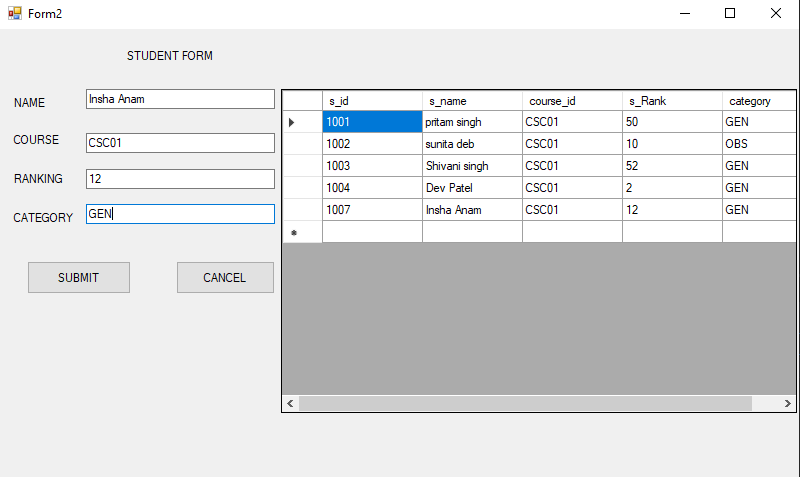 Form2
STUDENT FORM
NAME Insha Anam
COURSE CSC01
RANKING 12
CATEGORY GEN
SUBMIT CANCEL
s_id s_name course_id s_Rank category
1001 pritam singh CSC01 50 GEN
1002 sunita deb CSC01 10 OBS
1003 Shivani singh CSC01 52 GEN
1004 Dev Patel CSC01 2 GEN
1007 Insha Anam CSC01 12 GEN